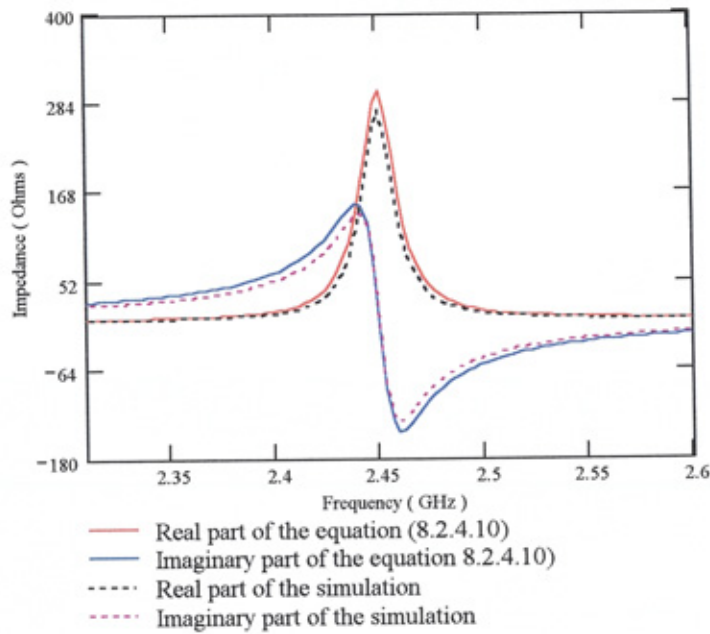 400
284
168
52
−64
−180
Impedance ( Ohms )
2.35
2.4
2.45
2.5
2.55
2.6
Frequency ( GHz )
Real part of the equation (8.2.4.10)
Imaginary part of the equation 8.2.4.10)
Real part of the simulation
Imaginary part of the simulation